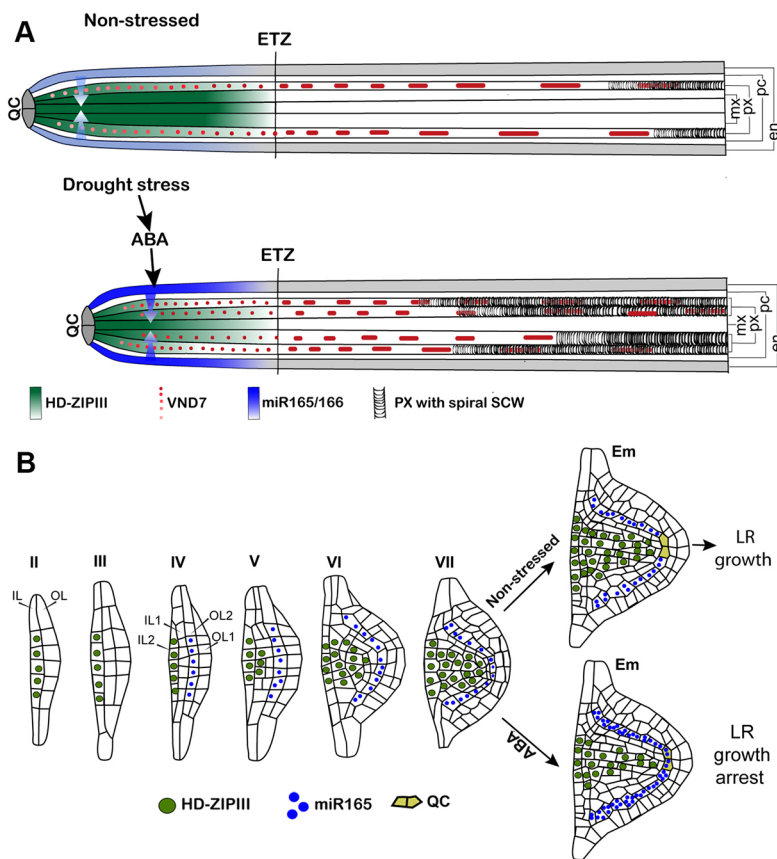 A
Non-stressed
ETZ
QC
mx
px
pc
en
Drought stress
ABA
ETZ
QC
mx
px
pc
en
HD-ZIPIII
VND7
miR165/166
PX with spiral SCW
B
Em
II
III
IV
V
VI
VII
Non-stressed
LR
growth
IL
OL
IL1
OL2
IL2
OL1
Em
ABA
LR
growth
arrest
HD-ZIPIII
miR165
QC